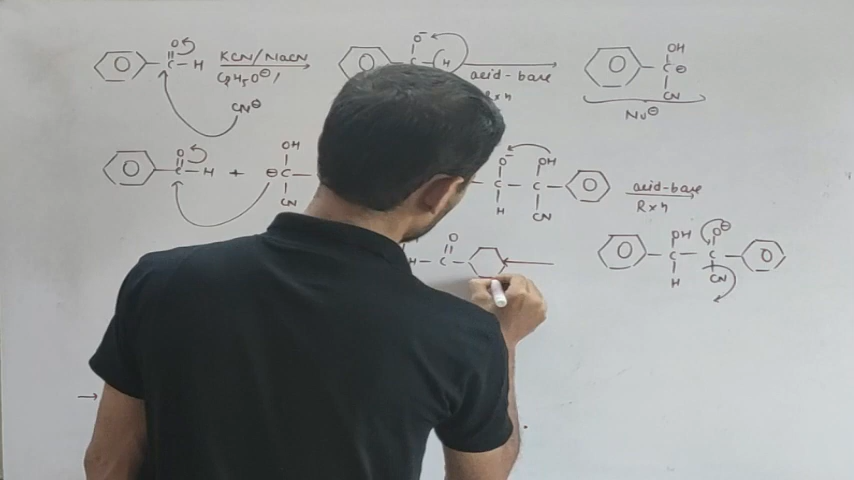 O O⁻ OH
C — H KCN/NaCN C H acid-base C ⊖
C₂H₅O⊖/ Rxn CN
CN⊖ Nu⊖
O OH O⁻ OH
C — H + ⊖C — — C — C — acid-base
CN H CN Rxn
O OH O⊖
H — C — — C — C —
H CN
→